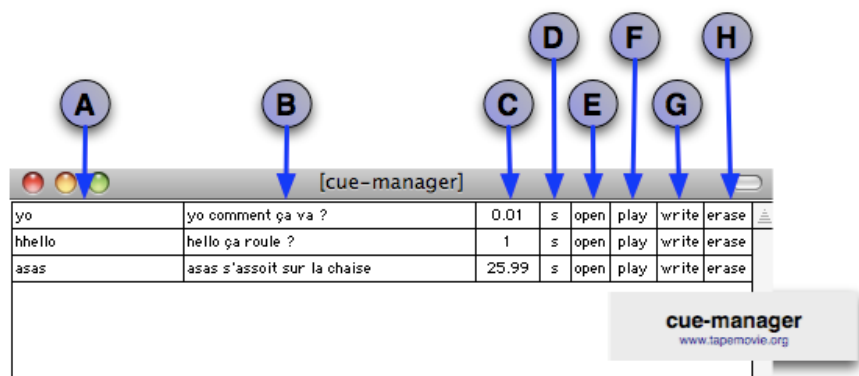 D F H
A B C E G
[cue-manager]
yo yo comment ça va ? 0.01 s open play write erase
hhello hello ça roule ? 1 s open play write erase
asas asas s'assoit sur la chaise 25.99 s open play write erase
cue-manager
www.tapemovie.org